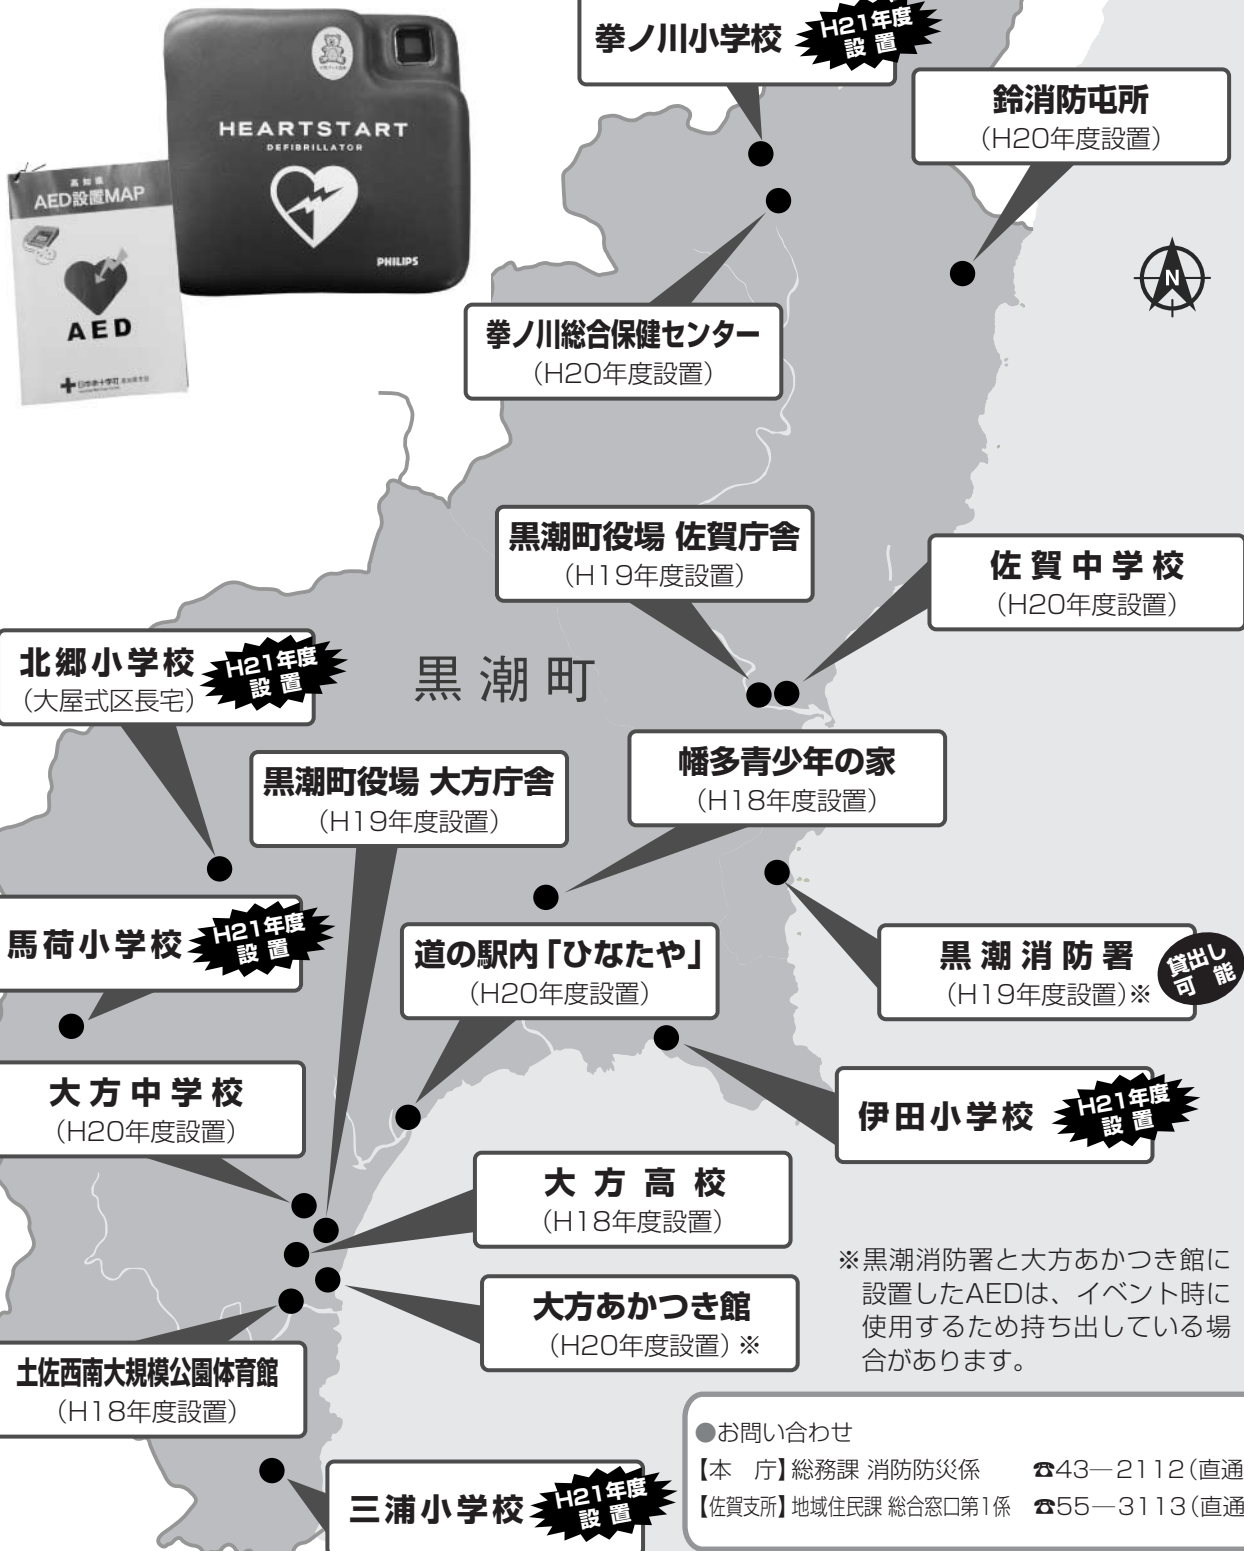 拳ノ川小学校
H21年度
設置
鈴消防屯所
（H20年度設置）
HEARTSTART
DEFIBRILLATOR
PHILIPS
高知県
AED設置MAP
AED
日本赤十字社 高知県支部
N
拳ノ川総合保健センター
（H20年度設置）
黒潮町役場 佐賀庁舎
（H19年度設置）
佐賀中学校
（H20年度設置）
北郷小学校
（大屋式区長宅）
H21年度
設置
黒潮町
黒潮町役場 大方庁舎
（H19年度設置）
幡多青少年の家
（H18年度設置）
馬荷小学校
H21年度
設置
道の駅内「ひなたや」
（H20年度設置）
黒潮消防署
（H19年度設置）※
貸出し
可能
大方中学校
（H20年度設置）
伊田小学校
H21年度
設置
大方高校
（H18年度設置）
大方あかつき館
（H20年度設置）※
※黒潮消防署と大方あかつき館に
設置したAEDは、イベント時に
使用するため持ち出している場
合があります。
土佐西南大規模公園体育館
（H18年度設置）
三浦小学校
H21年度
設置
●お問い合わせ
【本　庁】総務課 消防防災係　☎43―2112（直通
【佐賀支所】地域住民課 総合窓口第1係　☎55―3113（直通